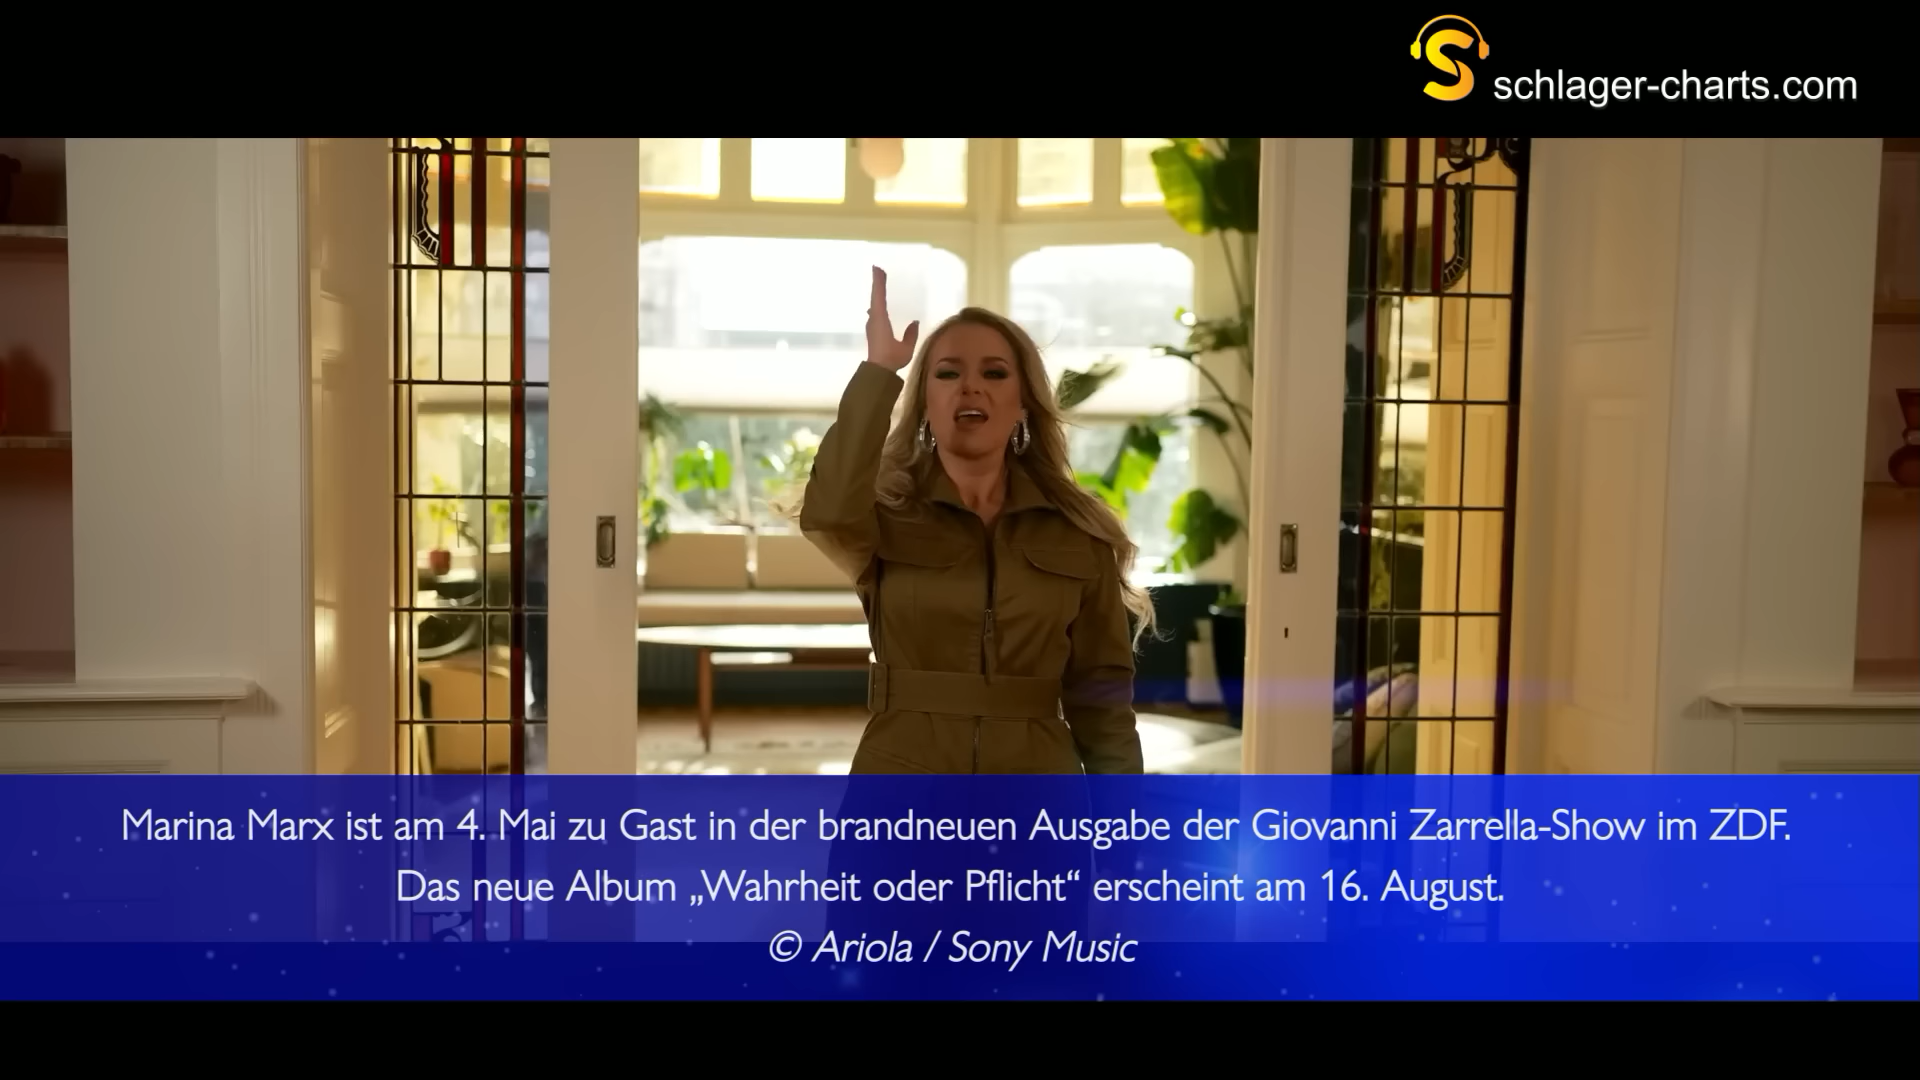 schlager-charts.com
Marina Marx ist am 4. Mai zu Gast in der brandneuen Ausgabe der Giovanni Zarrella-Show im ZDF.
Das neue Album „Wahrheit oder Pflicht“ erscheint am 16. August.
© Ariola / Sony Music